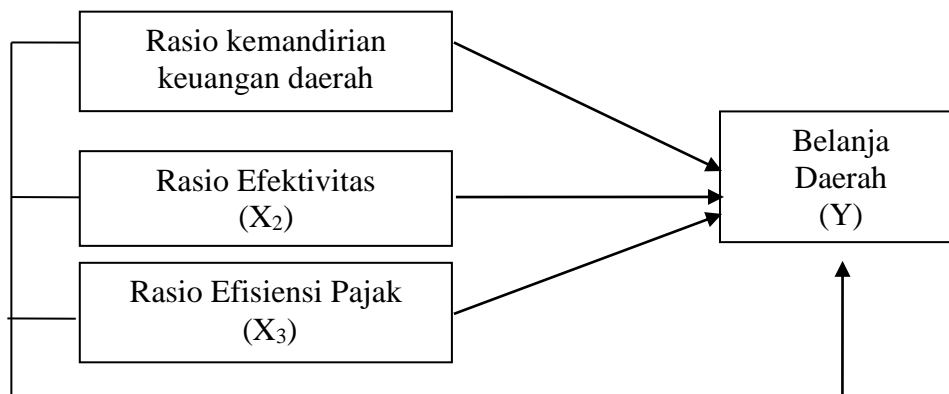 Rasio kemandirian
keuangan daerah
Rasio Efektivitas
(X₂)
Rasio Efisiensi Pajak
(X₃)
Belanja
Daerah
(Y)